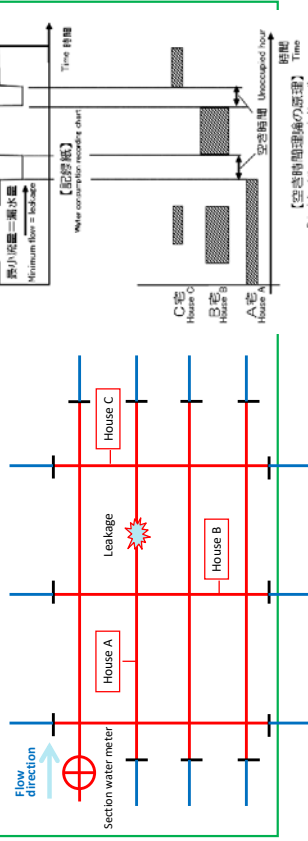 Flow
direction
Section water meter
House A
House B
Leakage
House C
最小流量＝漏水量
Minimum flow = leakage
Time 時間
【記録紙】
Water consumption recording chart
C宅
House C
B宅
House B
A宅
House A
空き時間 Unoccupied hour
時間
Time
【空き時間理論の原理】